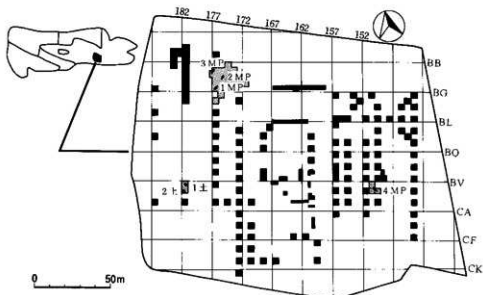 182 177 172 167 162 157 152
BB
3MP
2MP
BG
1MP
BL
BQ
BV
2土 1土
4MP
CA
CF
CK
0 50m